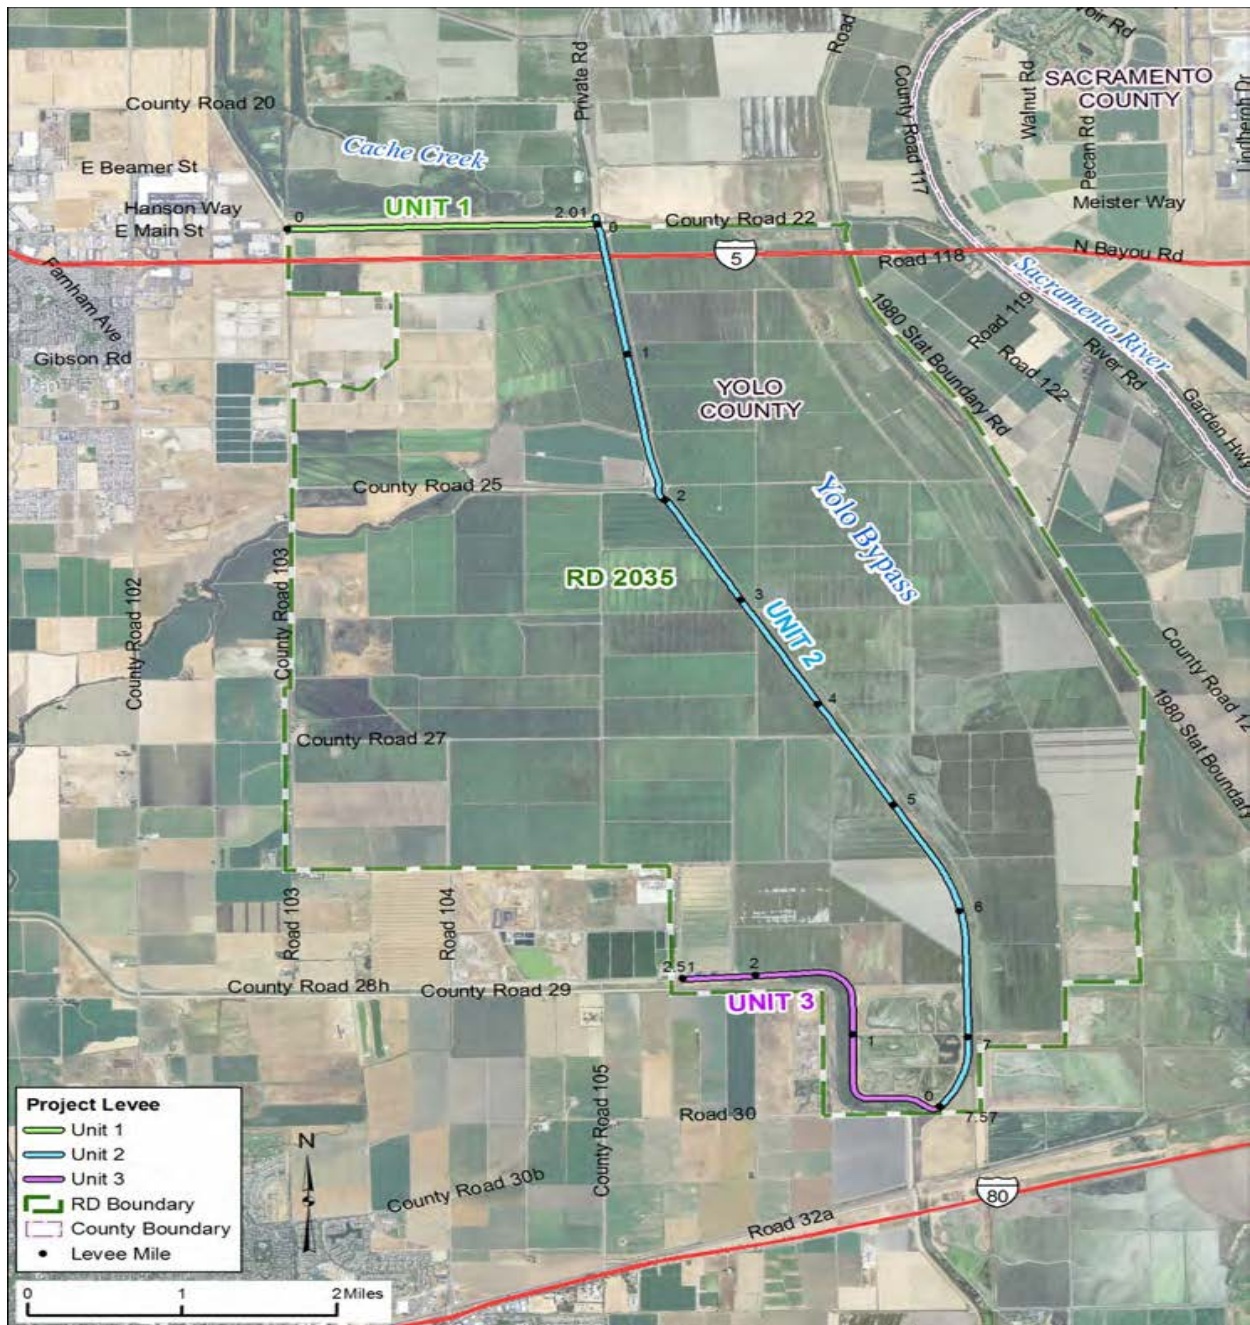 voir Rd
Road
Private Rd
County Road 117
Walnut Rd
SACRAMENTO
COUNTY
Pecan Rd
Lindbergh Dr
County Road 20
Cache Creek
E Beamer St
Hanson Way
E Main St
0
UNIT 1
2.01
0
County Road 22
Meister Way
5
Road 118
N Bayou Rd
Sacramento River
Farnham Ave
Gibson Rd
1
YOLO
COUNTY
1980 Stat Boundary Rd
Road 119
Road 122
River Rd
Garden Hwy
County Road 25
2
Yolo Bypass
RD 2035
3
UNIT 2
County Road 102
County Road 103
4
County Road 12
1980 Stat Boundary
County Road 27
5
Road 103
Road 104
6
2.51
2
County Road 28h
County Road 29
UNIT 3
1
7
0
7.57
Road 30
County Road 105
County Road 30b
80
Road 32a
Project Levee
Unit 1
Unit 2
Unit 3
RD Boundary
County Boundary
Levee Mile
N
0 1 2 Miles